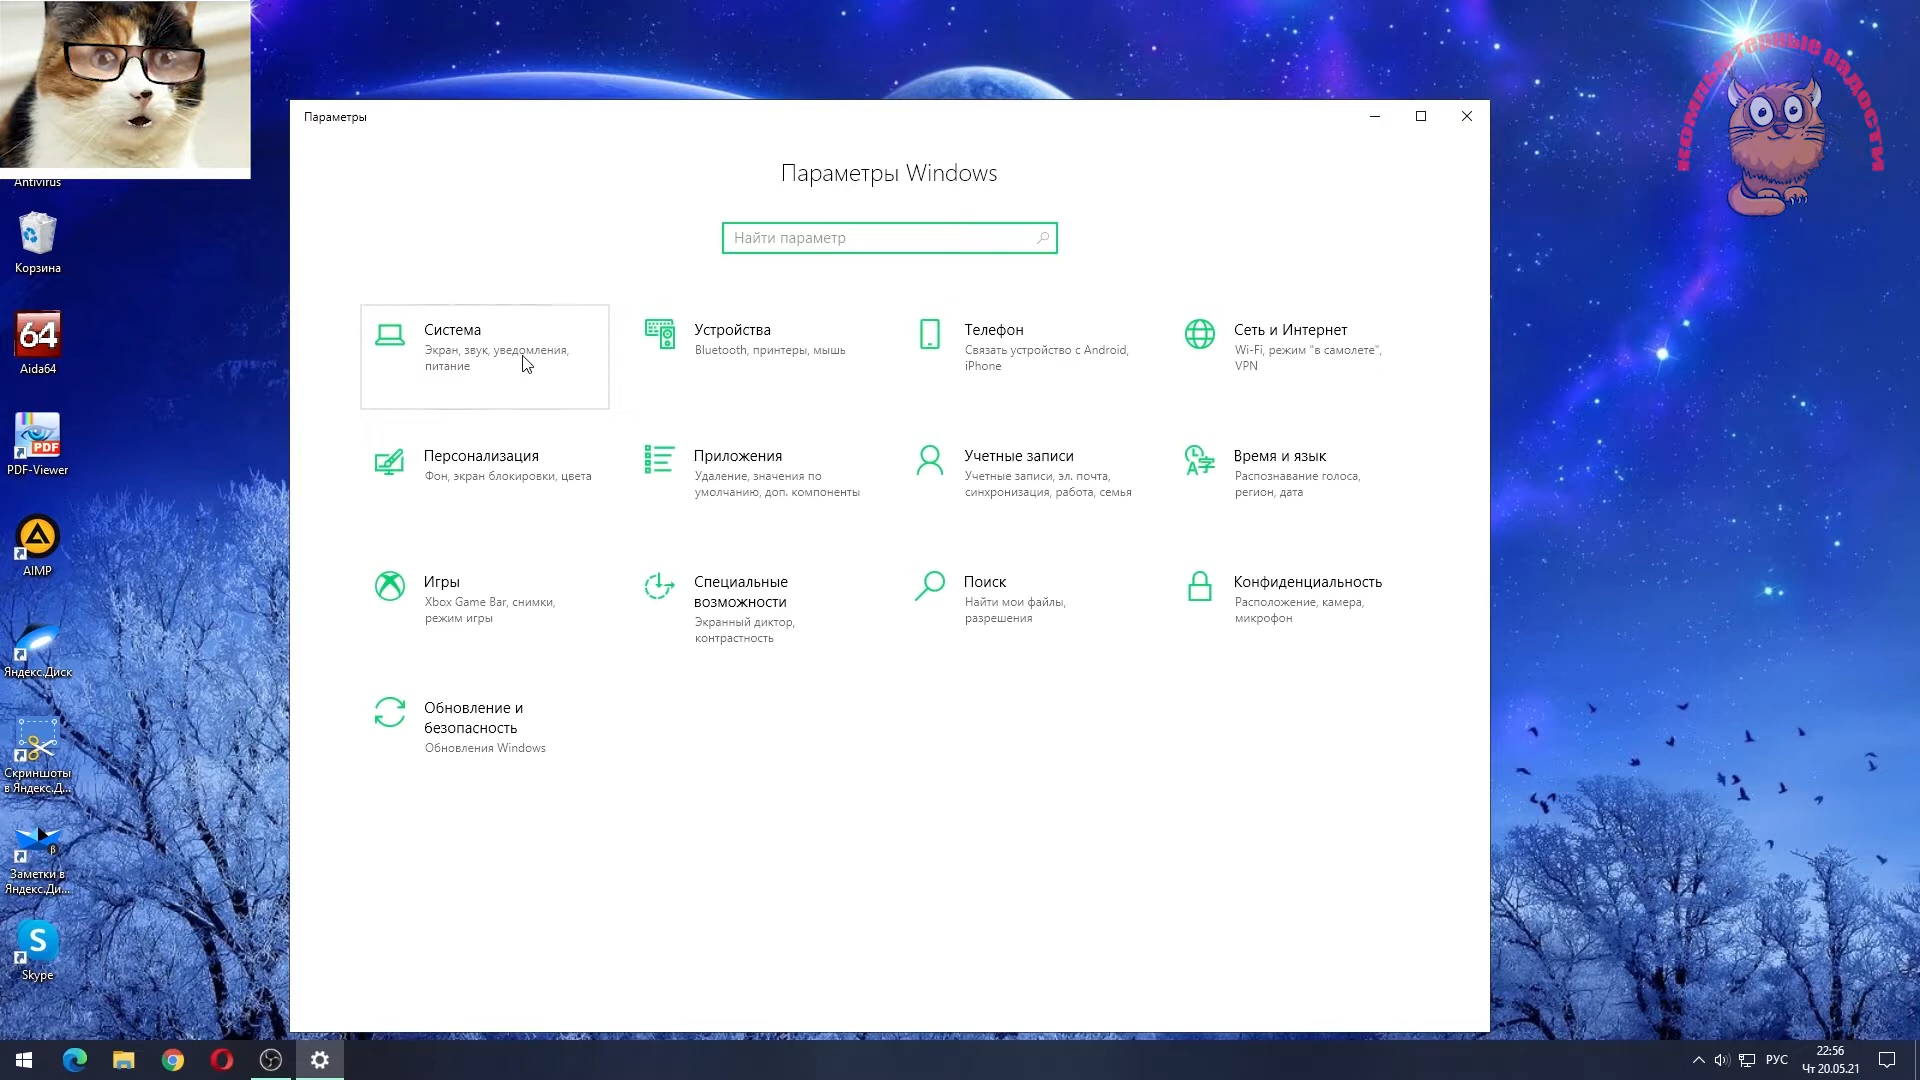 компьютерные радости
Antivirus
Корзина
64
Aida64
PDF
PDF-Viewer
AIMP
Яндекс.Диск
Скриншоты
в Яндекс.Д...
β
Заметки в
Яндекс.Ди...
S
Skype
Параметры
Параметры Windows
Найти параметр
Система
Экран, звук, уведомления,
питание
Устройства
Bluetooth, принтеры, мышь
Телефон
Связать устройство с Android,
iPhone
Сеть и Интернет
Wi-Fi, режим "в самолете",
VPN
Персонализация
Фон, экран блокировки, цвета
Приложения
Удаление, значения по
умолчанию, доп. компоненты
Учетные записи
Учетные записи, эл. почта,
синхронизация, работа, семья
Время и язык
Распознавание голоса,
регион, дата
Игры
Xbox Game Bar, снимки,
режим игры
Специальные
возможности
Экранный диктор,
контрастность
Поиск
Найти мои файлы,
разрешения
Конфиденциальность
Расположение, камера,
микрофон
Обновление и
безопасность
Обновления Windows
РУС
22:56
Чт 20.05.21